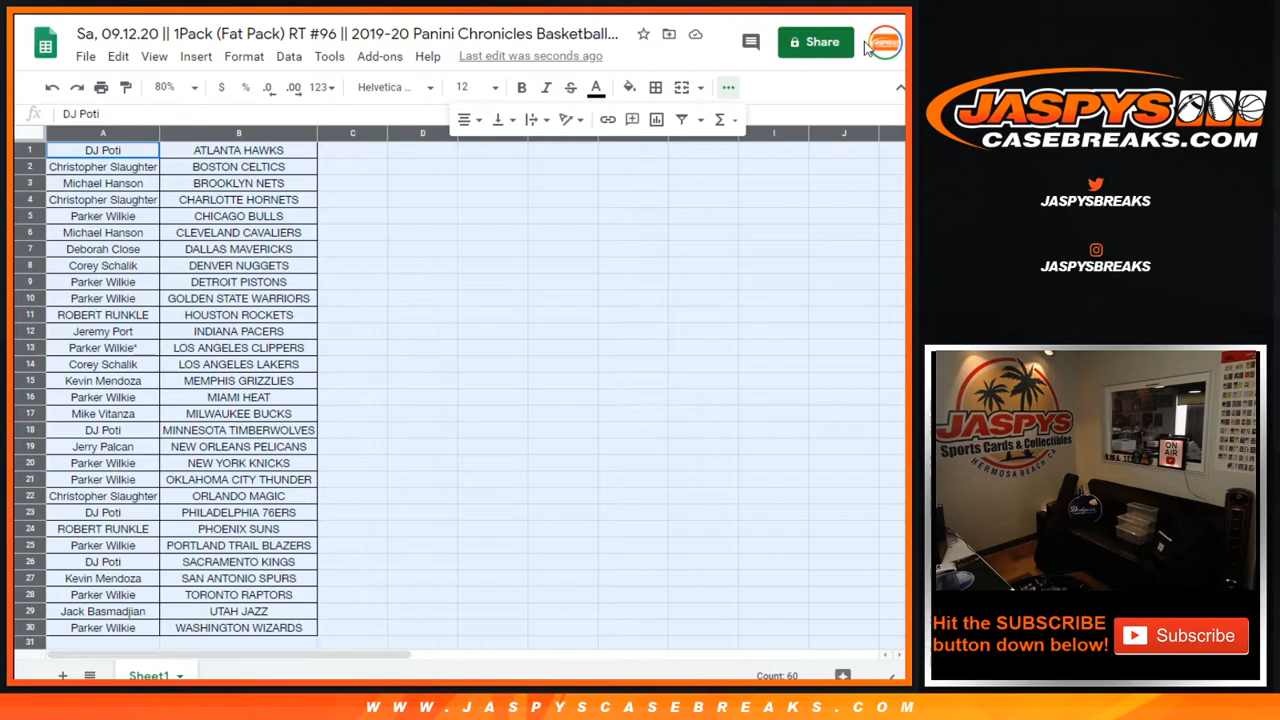 Sa, 09.12.20 || 1Pack (Fat Pack) RT #96 || 2019-20 Panini Chronicles Basketball...
Share
File Edit View Insert Format Data Tools Add-ons Help Last edit was seconds ago
80% $ % .0 .00 123 Helvetica ... 12 B I S A
fx DJ Poti
A B C D I J
1 DJ Poti ATLANTA HAWKS
2 Christopher Slaughter BOSTON CELTICS
3 Michael Hanson BROOKLYN NETS
4 Christopher Slaughter CHARLOTTE HORNETS
5 Parker Wilkie CHICAGO BULLS
6 Michael Hanson CLEVELAND CAVALIERS
7 Deborah Close DALLAS MAVERICKS
8 Corey Schalik DENVER NUGGETS
9 Parker Wilkie DETROIT PISTONS
10 Parker Wilkie GOLDEN STATE WARRIORS
11 ROBERT RUNKLE HOUSTON ROCKETS
12 Jeremy Port INDIANA PACERS
13 Parker Wilkie* LOS ANGELES CLIPPERS
14 Corey Schalik LOS ANGELES LAKERS
15 Kevin Mendoza MEMPHIS GRIZZLIES
16 Parker Wilkie MIAMI HEAT
17 Mike Vitanza MILWAUKEE BUCKS
18 DJ Poti MINNESOTA TIMBERWOLVES
19 Jerry Palcan NEW ORLEANS PELICANS
20 Parker Wilkie NEW YORK KNICKS
21 Parker Wilkie OKLAHOMA CITY THUNDER
22 Christopher Slaughter ORLANDO MAGIC
23 DJ Poti PHILADELPHIA 76ERS
24 ROBERT RUNKLE PHOENIX SUNS
25 Parker Wilkie PORTLAND TRAIL BLAZERS
26 DJ Poti SACRAMENTO KINGS
27 Kevin Mendoza SAN ANTONIO SPURS
28 Parker Wilkie TORONTO RAPTORS
29 Jack Basmadjian UTAH JAZZ
30 Parker Wilkie WASHINGTON WIZARDS
31
Sheet1 Count: 60
JASPYS
CASEBREAKS.COM
JASPYSBREAKS
JASPYSBREAKS
JASPYS
Sports Cards & Collectibles
HERMOSA BEACH, CA
ON
AIR
Hit the SUBSCRIBE
button down below!
Subscribe
WWW.JASPYSCASEBREAKS.COM